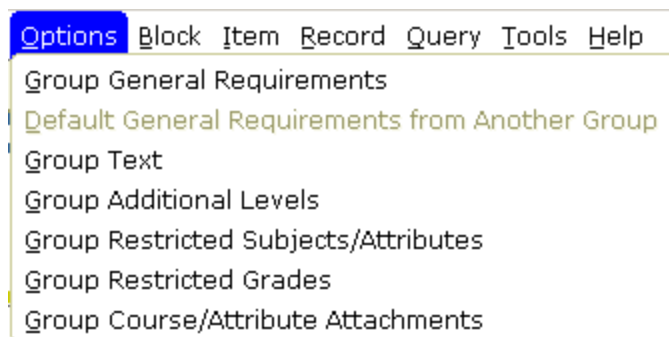 Options Block Item Record Query Tools Help
Group General Requirements
Default General Requirements from Another Group
Group Text
Group Additional Levels
Group Restricted Subjects/Attributes
Group Restricted Grades
Group Course/Attribute Attachments